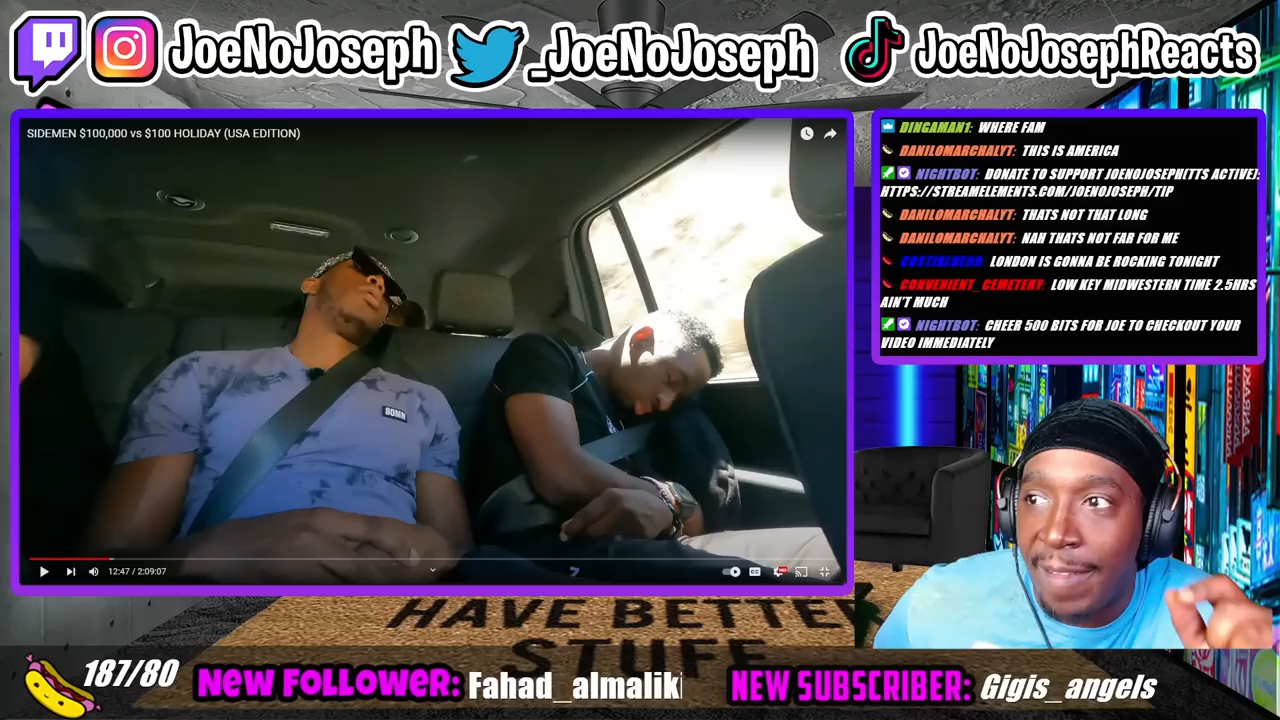 JoeNoJoseph
_JoeNoJoseph
JoeNoJosephReacts
SIDEMEN $100,000 vs $100 HOLIDAY (USA EDITION)
SDMN
12:47 / 2:09:07
CC
HD
DINGAMAN1: WHERE FAM
DANILOMARCHALYT: THIS IS AMERICA
NIGHTBOT: DONATE TO SUPPORT JOENOJOSEPH(TTS ACTIVE):
HTTPS://STREAMELEMENTS.COM/JOENOJOSEPH/TIP
DANILOMARCHALYT: THATS NOT THAT LONG
DANILOMARCHALYT: NAH THATS NOT FAR FOR ME
LONDON IS GONNA BE ROCKING TONIGHT
CONVENIENT_CEMETERY: LOW KEY MIDWESTERN TIME 2.5HRS
AIN'T MUCH
NIGHTBOT: CHEER 500 BITS FOR JOE TO CHECKOUT YOUR
VIDEO IMMEDIATELY
HAVE BETTER
STUFF
187/80
NEW FOLLOWER: Fahad_almaliki
NEW SUBSCRIBER: Gigis_angels